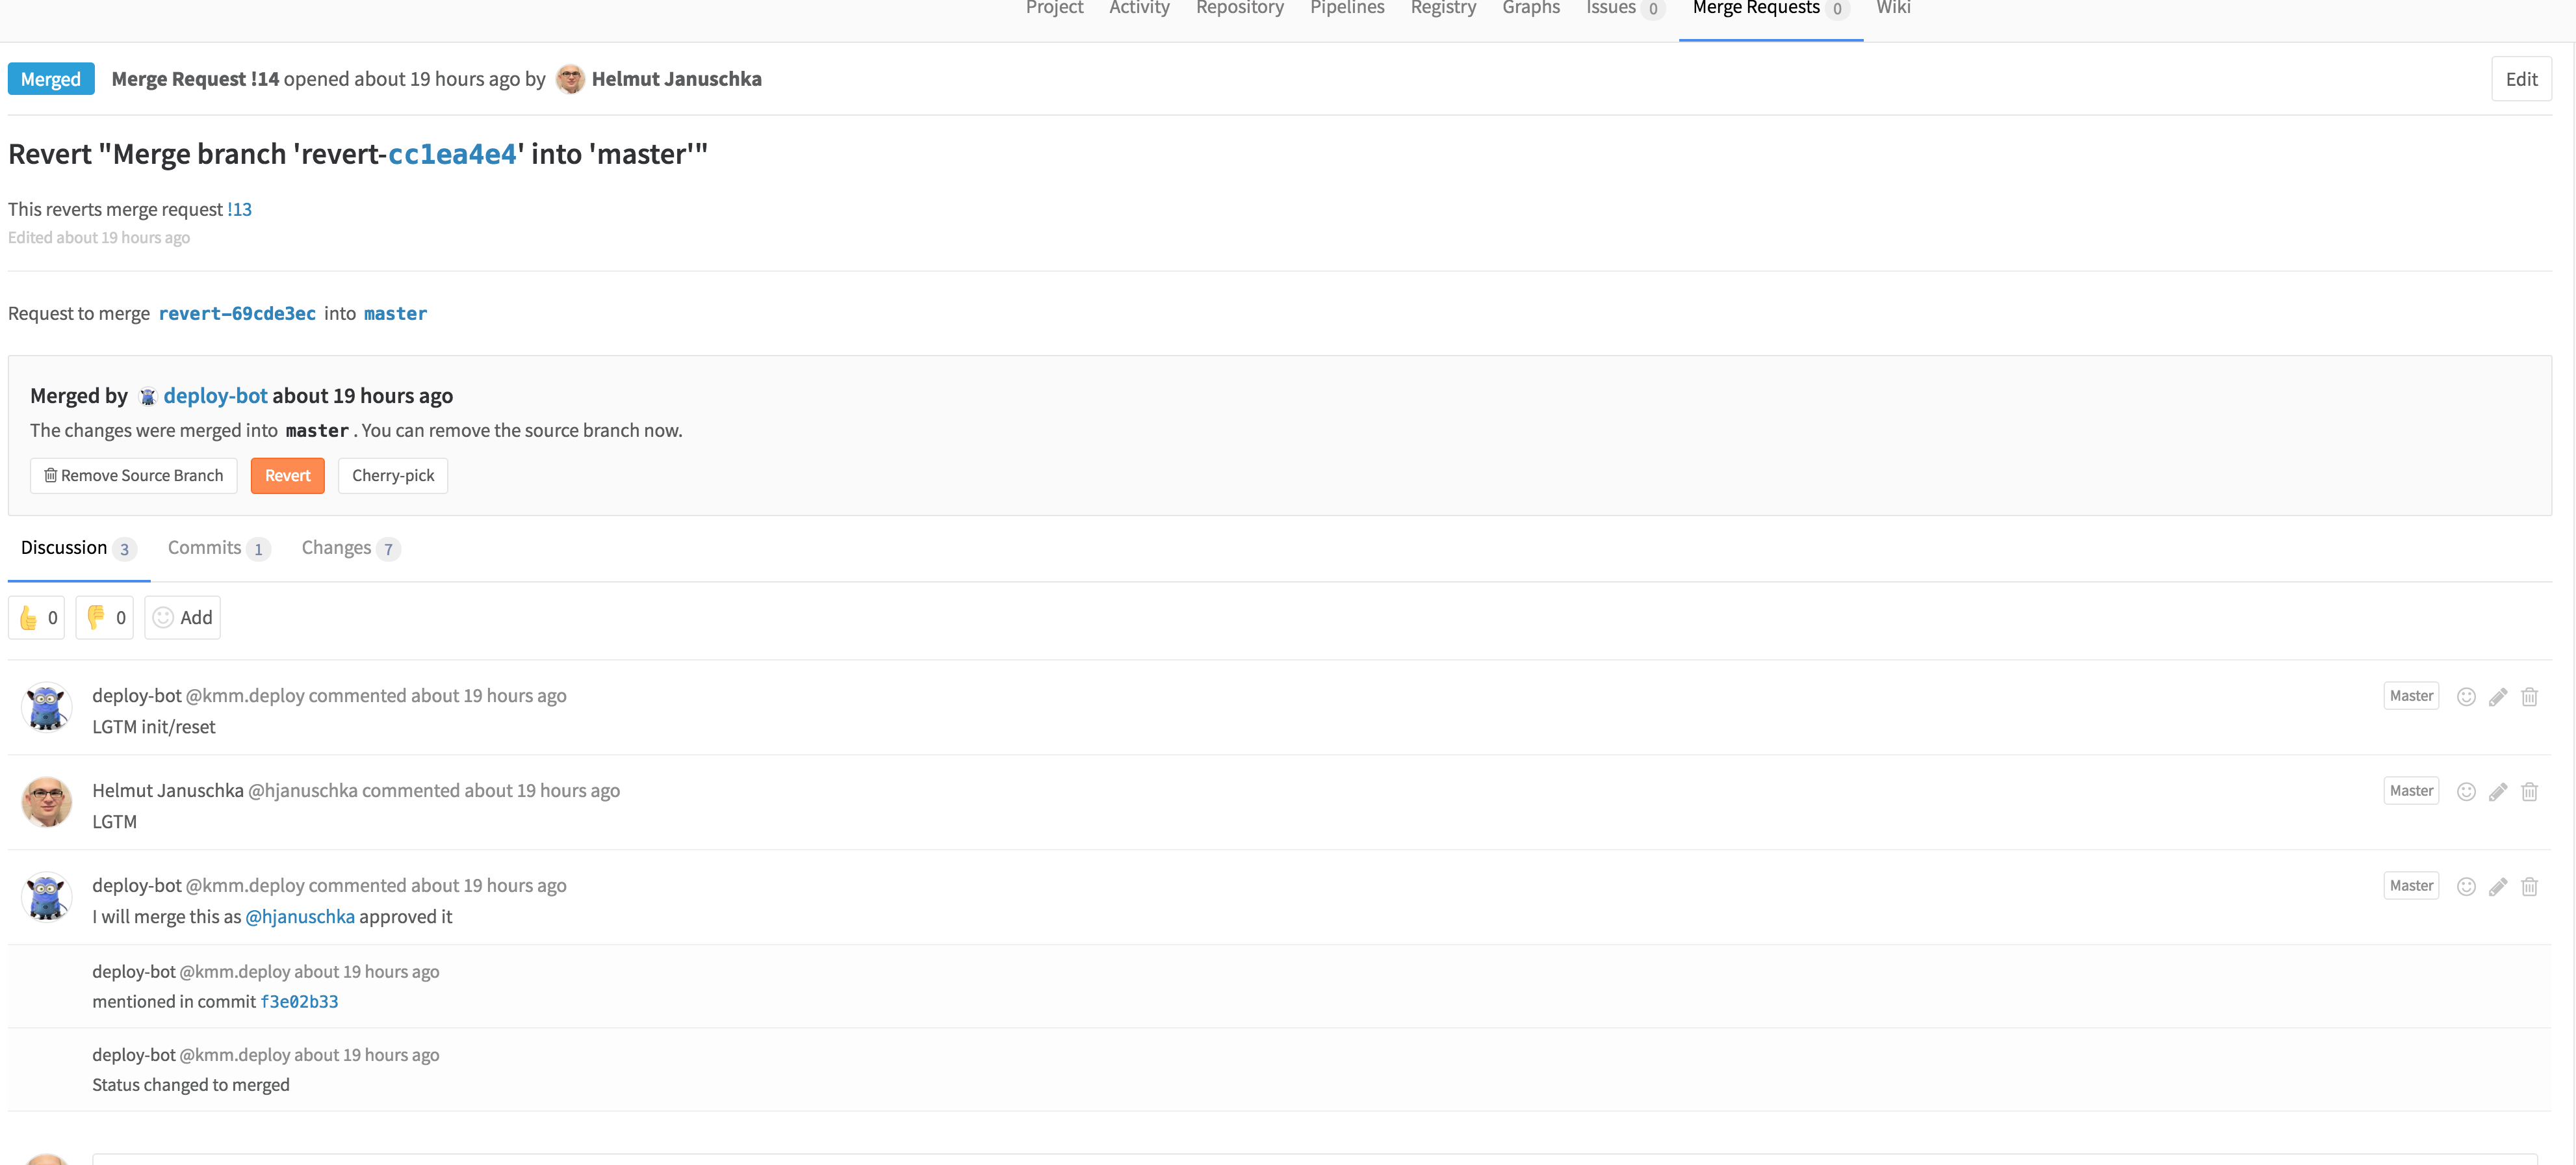 Project Activity Repository Pipelines Registry Graphs Issues 0 Merge Requests 0 Wiki
Merged Merge Request !14 opened about 19 hours ago by Helmut Januschka Edit
Revert "Merge branch 'revert-cc1ea4e4' into 'master'"
This reverts merge request !13
Edited about 19 hours ago
Request to merge revert-69cde3ec into master
Merged by deploy-bot about 19 hours ago
The changes were merged into master . You can remove the source branch now.
Remove Source Branch Revert Cherry-pick
Discussion 3 Commits 1 Changes 7
0 0 Add
deploy-bot @kmm.deploy commented about 19 hours ago Master
LGTM init/reset
Helmut Januschka @hjanuschka commented about 19 hours ago Master
LGTM
deploy-bot @kmm.deploy commented about 19 hours ago Master
I will merge this as @hjanuschka approved it
deploy-bot @kmm.deploy about 19 hours ago
mentioned in commit f3e02b33
deploy-bot @kmm.deploy about 19 hours ago
Status changed to merged